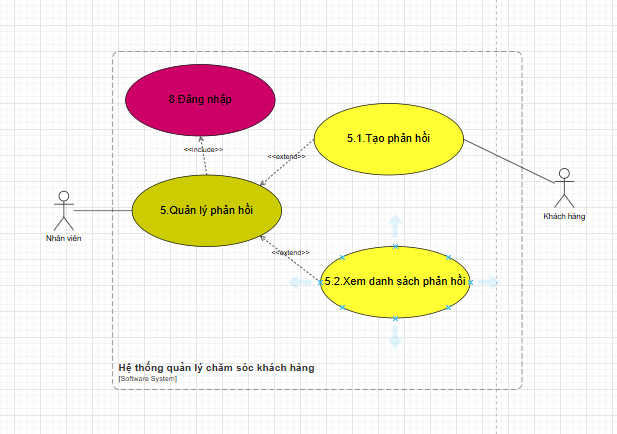 8.Đăng nhập
<<include>>
5.1.Tạo phản hồi
<<extend>>
5.Quản lý phản hồi
Nhân viên
Khách hàng
<<extend>>
5.2.Xem danh sách phản hồi
Hệ thống quản lý chăm sóc khách hàng
[Software System]